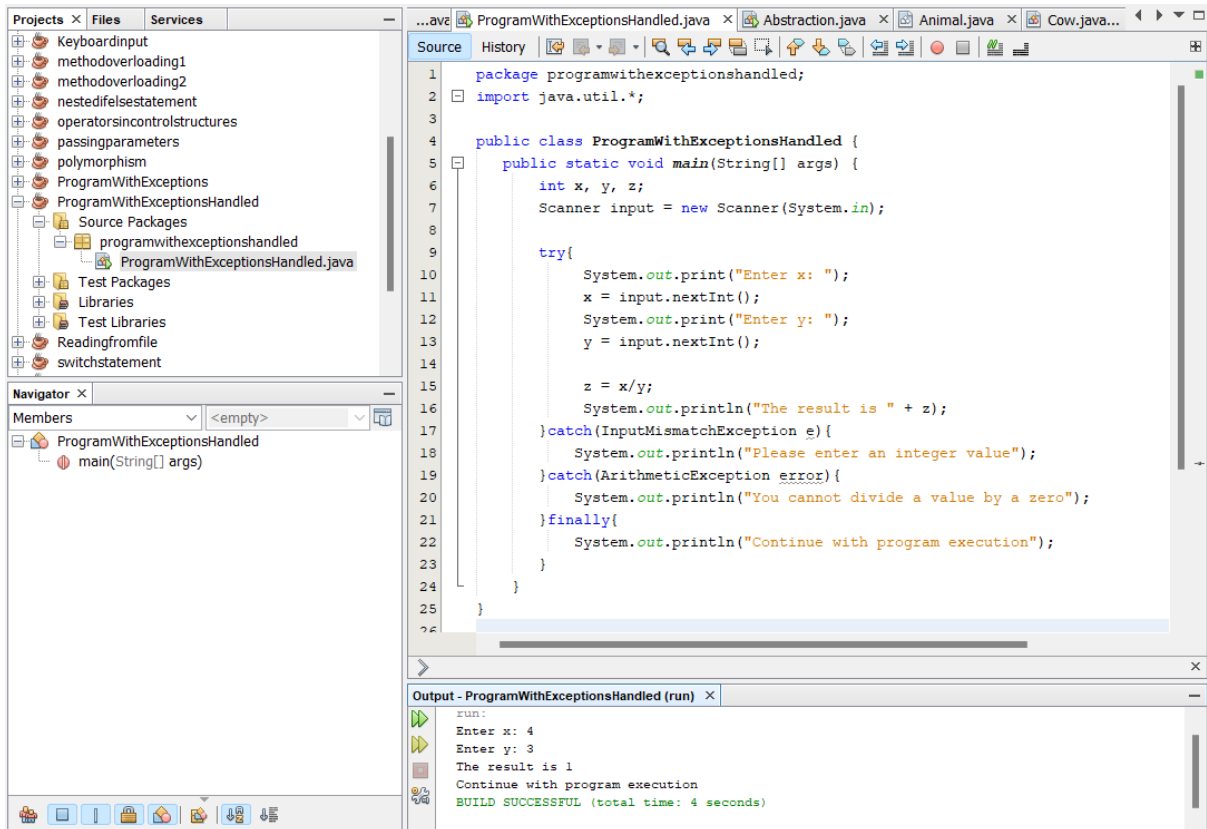 Projects × Files Services
Keyboardinput
methodoverloading1
methodoverloading2
nestedifelsestatement
operatorsincontrolstructures
passingparameters
polymorphism
ProgramWithExceptions
ProgramWithExceptionsHandled
Source Packages
programwithexceptionshandled
ProgramWithExceptionsHandled.java
Test Packages
Libraries
Test Libraries
Readingfromfile
switchstatement
Navigator ×
Members <empty>
ProgramWithExceptionsHandled
main(String[] args)
...ave ProgramWithExceptionsHandled.java × Abstraction.java × Animal.java × Cow.java...
Source History
1 package programwithexceptionshandled;
2 import java.util.*;
3
4 public class ProgramWithExceptionsHandled {
5 public static void main(String[] args) {
6 int x, y, z;
7 Scanner input = new Scanner(System.in);
8
9 try{
10 System.out.print("Enter x: ");
11 x = input.nextInt();
12 System.out.print("Enter y: ");
13 y = input.nextInt();
14
15 z = x/y;
16 System.out.println("The result is " + z);
17 }catch(InputMismatchException e){
18 System.out.println("Please enter an integer value");
19 }catch(ArithmeticException error){
20 System.out.println("You cannot divide a value by a zero");
21 }finally{
22 System.out.println("Continue with program execution");
23 }
24 }
25 }
26
Output - ProgramWithExceptionsHandled (run) ×
run:
Enter x: 4
Enter y: 3
The result is 1
Continue with program execution
BUILD SUCCESSFUL (total time: 4 seconds)